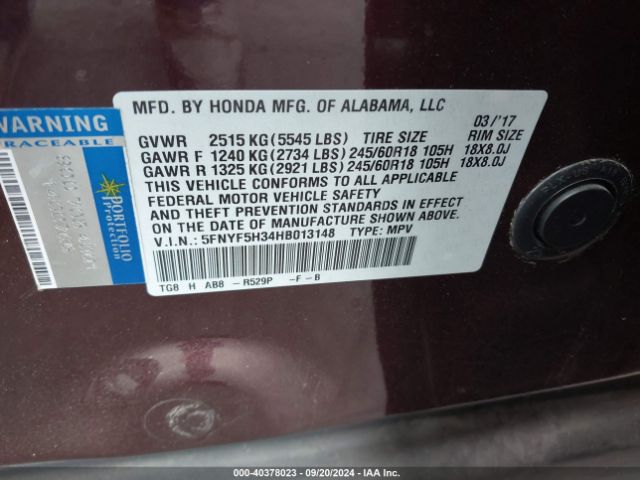 MFD. BY HONDA MFG. OF ALABAMA, LLC
03/'17
GVWR 2515 KG (5545 LBS) TIRE SIZE RIM SIZE
GAWR F 1240 KG (2734 LBS) 245/60R18 105H 18X8.0J
GAWR R 1325 KG (2921 LBS) 245/60R18 105H 18X8.0J
THIS VEHICLE CONFORMS TO ALL APPLICABLE
FEDERAL MOTOR VEHICLE SAFETY
AND THEFT PREVENTION STANDARDS IN EFFECT
ON THE DATE OF MANUFACTURE SHOWN ABOVE.
V.I.N.: 5FNYF5H34HB013148 TYPE: MPV
TG8 H AB8 -R529P -F-B
WARNING
TRACEABLE
PORTFOLIO
Protection
000-40378023 - 09/20/2024 - IAA Inc.